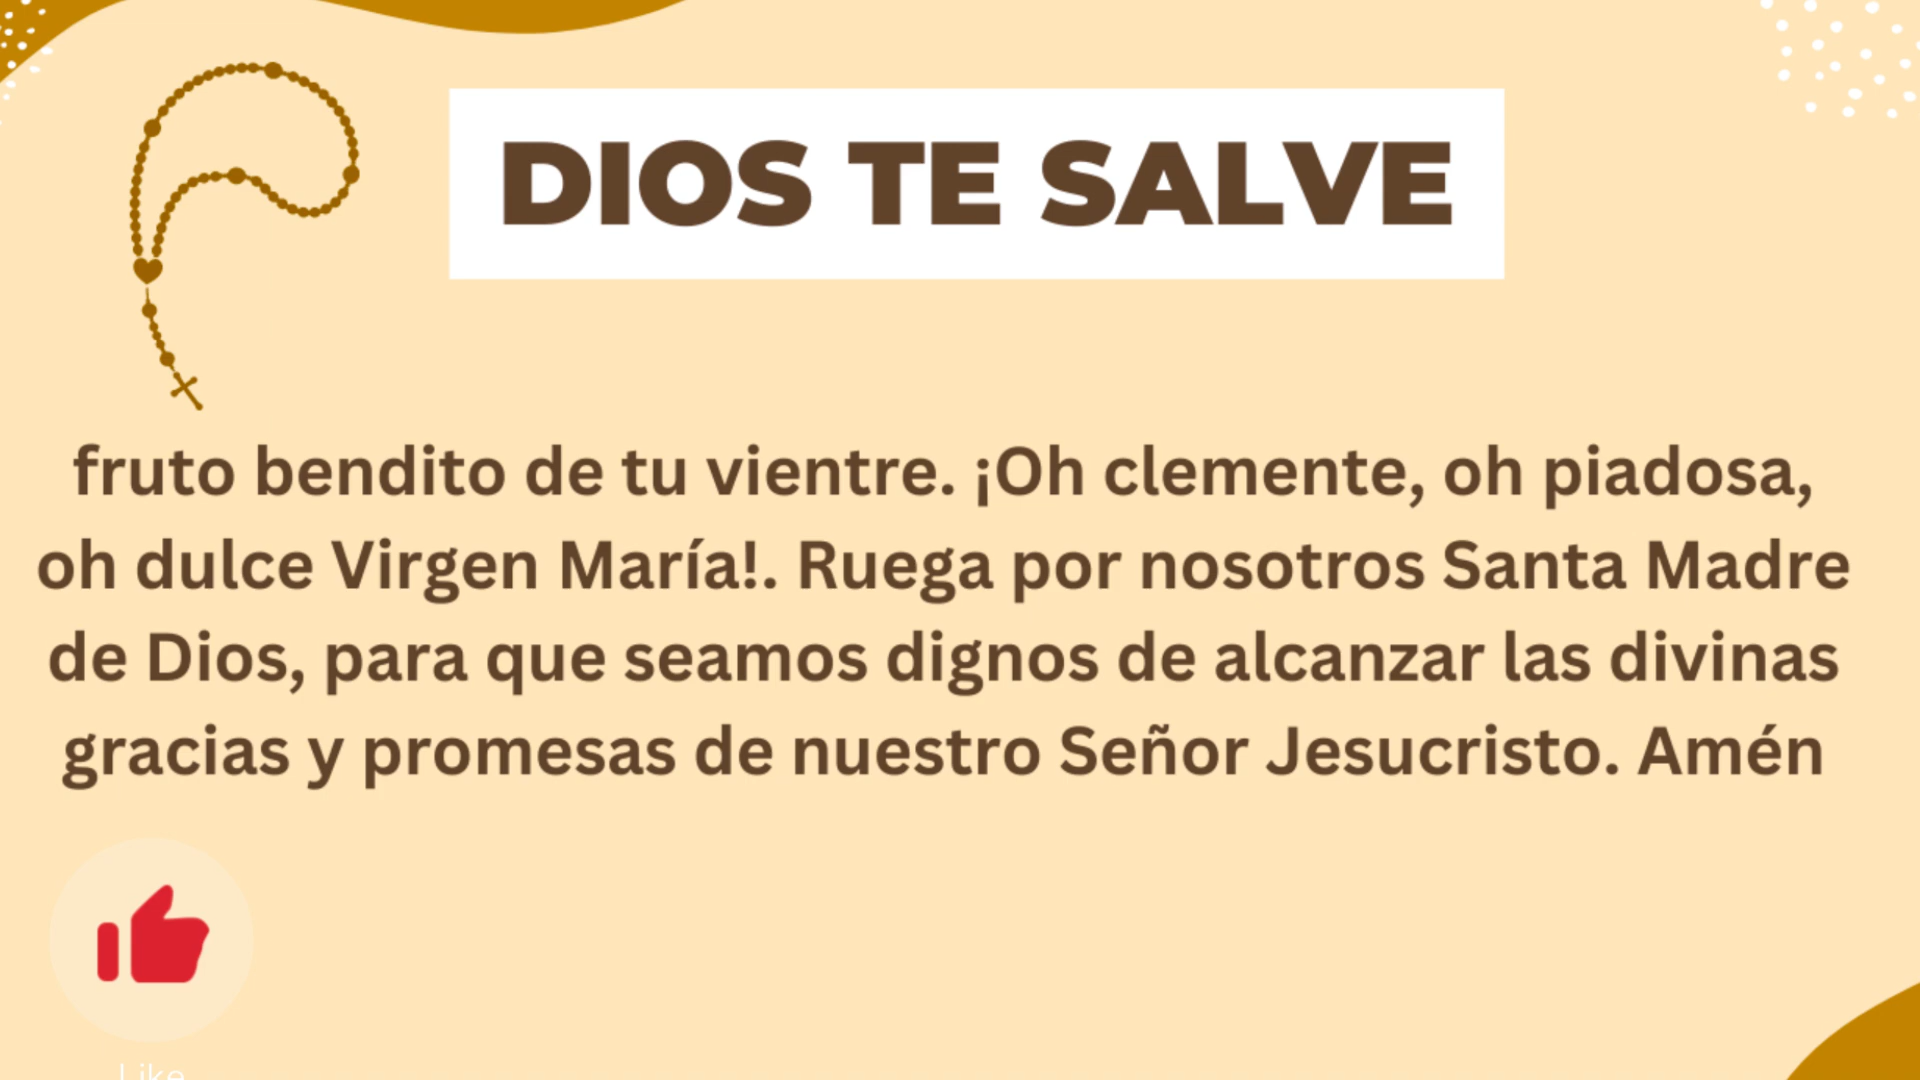 DIOS TE SALVE
fruto bendito de tu vientre. ¡Oh clemente, oh piadosa,
oh dulce Virgen María!. Ruega por nosotros Santa Madre
de Dios, para que seamos dignos de alcanzar las divinas
gracias y promesas de nuestro Señor Jesucristo. Amén
Like